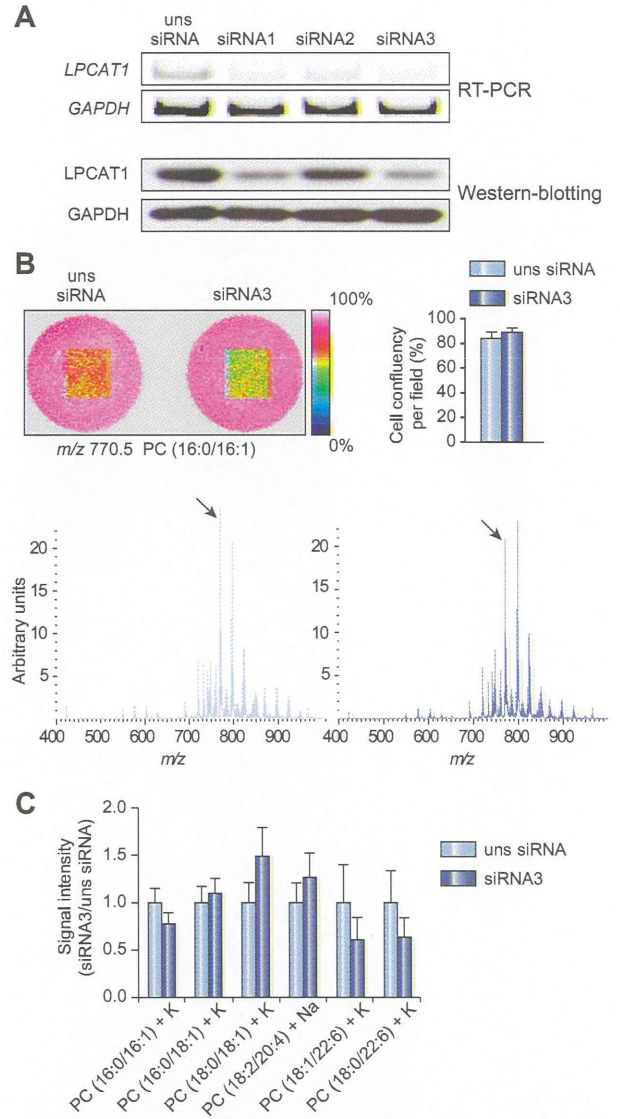 A
uns
siRNA siRNA1 siRNA2 siRNA3
LPCAT1
GAPDH
RT-PCR
LPCAT1
GAPDH
Western-blotting
B
uns
siRNA
siRNA3
100%
0%
m/z 770.5 PC (16:0/16:1)
uns siRNA
siRNA3
Cell confluency
per field (%)
100
80
60
40
20
0
Arbitrary units
20
15
10
5
400 500 600 700 800 900
m/z
20
15
10
5
400 500 600 700 800 900
m/z
C
Signal intensity
(siRNA3/uns siRNA)
2.0
1.5
1.0
0.5
0.0
uns siRNA
siRNA3
PC (16:0/16:1) + K
PC (16:0/18:1) + K
PC (18:0/18:1) + K
PC (18:2/20:4) + Na
PC (18:1/22:6) + K
PC (18:0/22:6) + K